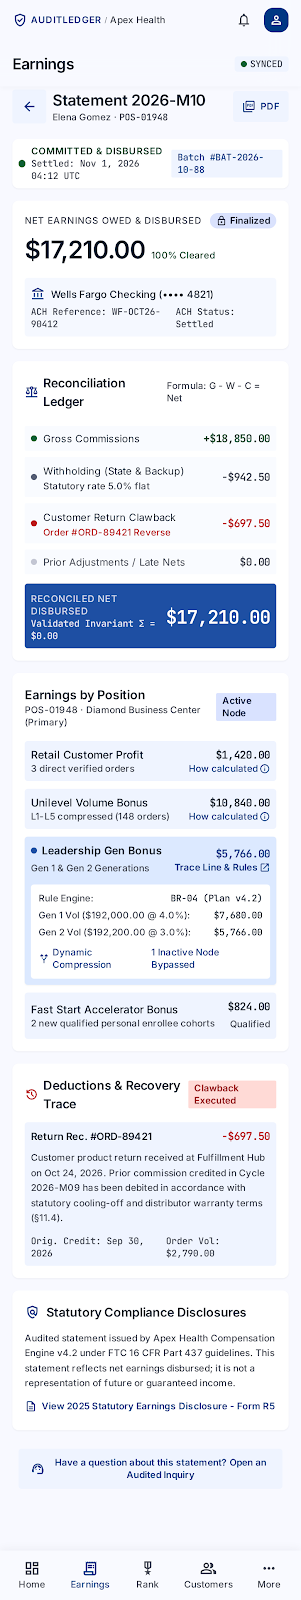 AUDITLEDGER / Apex Health
Earnings
SYNCED
Statement 2026-M10
Elena Gomez · POS-01948
PDF
COMMITTED & DISBURSED
Settled: Nov 1, 2026
04:12 UTC
Batch #BAT-2026-
10-88
NET EARNINGS OWED & DISBURSED
Finalized
$17,210.00 100% Cleared
Wells Fargo Checking (•••• 4821)
ACH Reference: WF-OCT26-
90412
ACH Status:
Settled
Reconciliation
Ledger
Formula: G - W - C =
Net
Gross Commissions
+$18,850.00
Withholding (State & Backup)
Statutory rate 5.0% flat
-$942.50
Customer Return Clawback
Order #ORD-89421 Reverse
-$697.50
Prior Adjustments / Late Nets
$0.00
RECONCILED NET
DISBURSED
Validated Invariant Σ =
$0.00
$17,210.00
Earnings by Position
POS-01948 · Diamond Business Center
(Primary)
Active
Node
Retail Customer Profit
$1,420.00
3 direct verified orders
How calculated
Unilevel Volume Bonus
$10,840.00
L1-L5 compressed (148 orders)
How calculated
Leadership Gen Bonus
$5,766.00
Gen 1 & Gen 2 Generations
Trace Line & Rules
Rule Engine:
BR-04 (Plan v4.2)
Gen 1 Vol ($192,000.00 @ 4.0%):
$7,680.00
Gen 2 Vol ($192,200.00 @ 3.0%):
$5,766.00
Dynamic
Compression
1 Inactive Node
Bypassed
Fast Start Accelerator Bonus
$824.00
2 new qualified personal enrollee cohorts
Qualified
Deductions & Recovery
Trace
Clawback
Executed
Return Rec. #ORD-89421
-$697.50
Customer product return received at Fulfillment Hub
on Oct 24, 2026. Prior commission credited in Cycle
2026-M09 has been debited in accordance with
statutory cooling-off and distributor warranty terms
(§11.4).
Orig. Credit: Sep 30,
2026
Order Vol:
$2,790.00
Statutory Compliance Disclosures
Audited statement issued by Apex Health Compensation
Engine v4.2 under FTC 16 CFR Part 437 guidelines. This
statement reflects net earnings disbursed; it is not a
representation of future or guaranteed income.
View 2025 Statutory Earnings Disclosure - Form R5
Have a question about this statement? Open an
Audited Inquiry
Home
Earnings
Rank
Customers
More